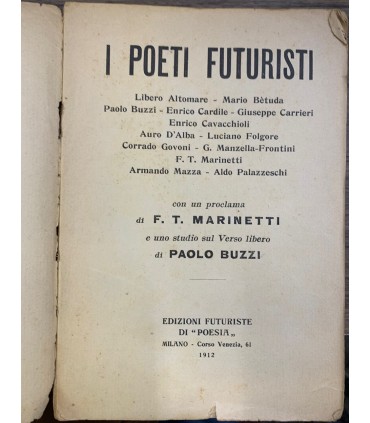 I POETI FUTURISTI
Libero Altomare - Mario Bètuda
Paolo Buzzi - Enrico Cardile - Giuseppe Carrieri
Enrico Cavacchioli
Auro D'Alba - Luciano Folgore
Corrado Govoni - G. Manzella-Frontini
F. T. Marinetti
Armando Mazza - Aldo Palazzeschi
con un proclama
di F. T. MARINETTI
e uno studio sul Verso libero
di PAOLO BUZZI
EDIZIONI FUTURISTE
DI "POESIA„
MILANO - Corso Venezia, 61
1912